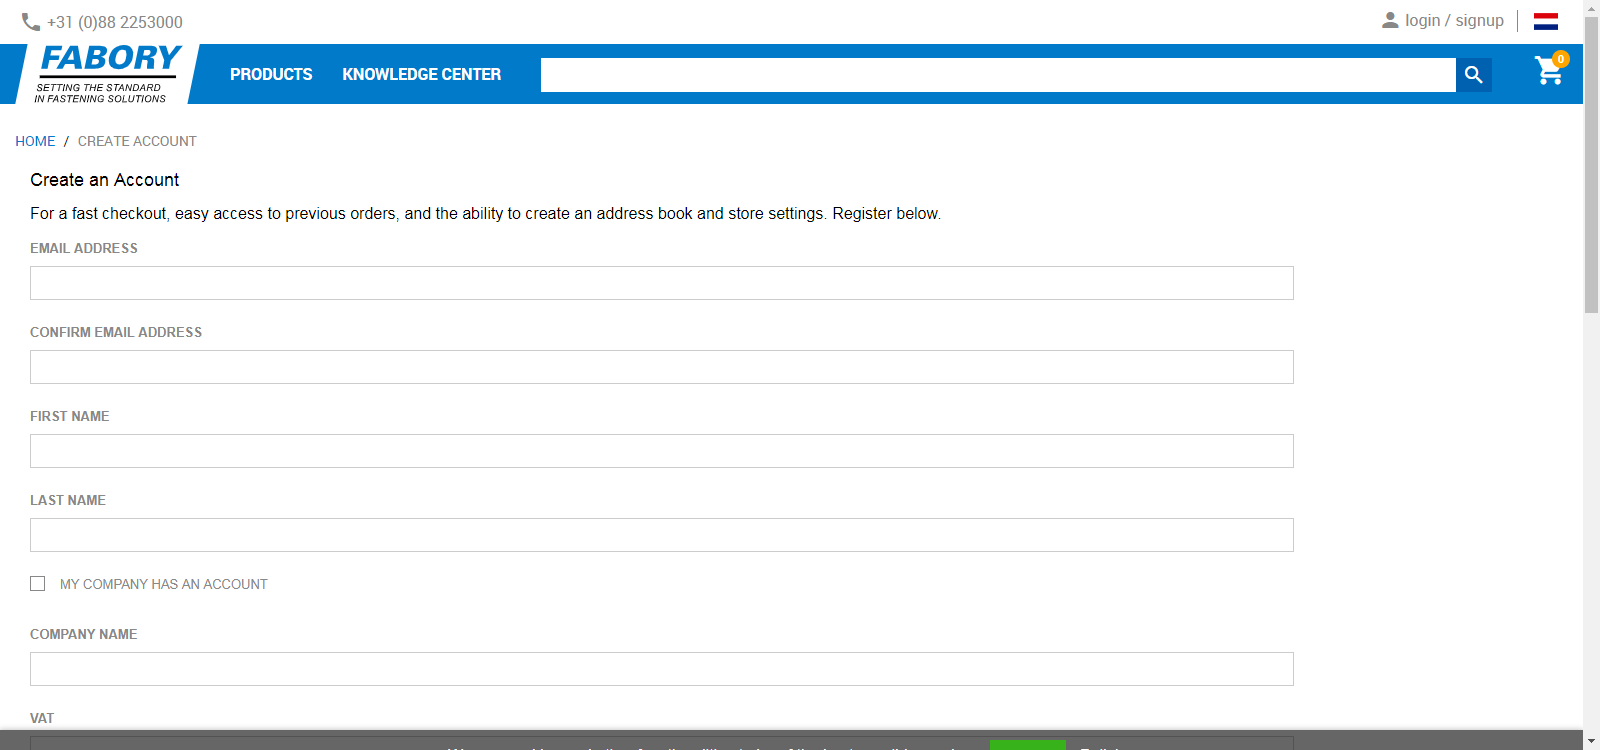 +31 (0)88 2253000
login / signup
FABORY
SETTING THE STANDARD
IN FASTENING SOLUTIONS
PRODUCTS
KNOWLEDGE CENTER
0
HOME / CREATE ACCOUNT
Create an Account
For a fast checkout, easy access to previous orders, and the ability to create an address book and store settings. Register below.
EMAIL ADDRESS
CONFIRM EMAIL ADDRESS
FIRST NAME
LAST NAME
MY COMPANY HAS AN ACCOUNT
COMPANY NAME
VAT